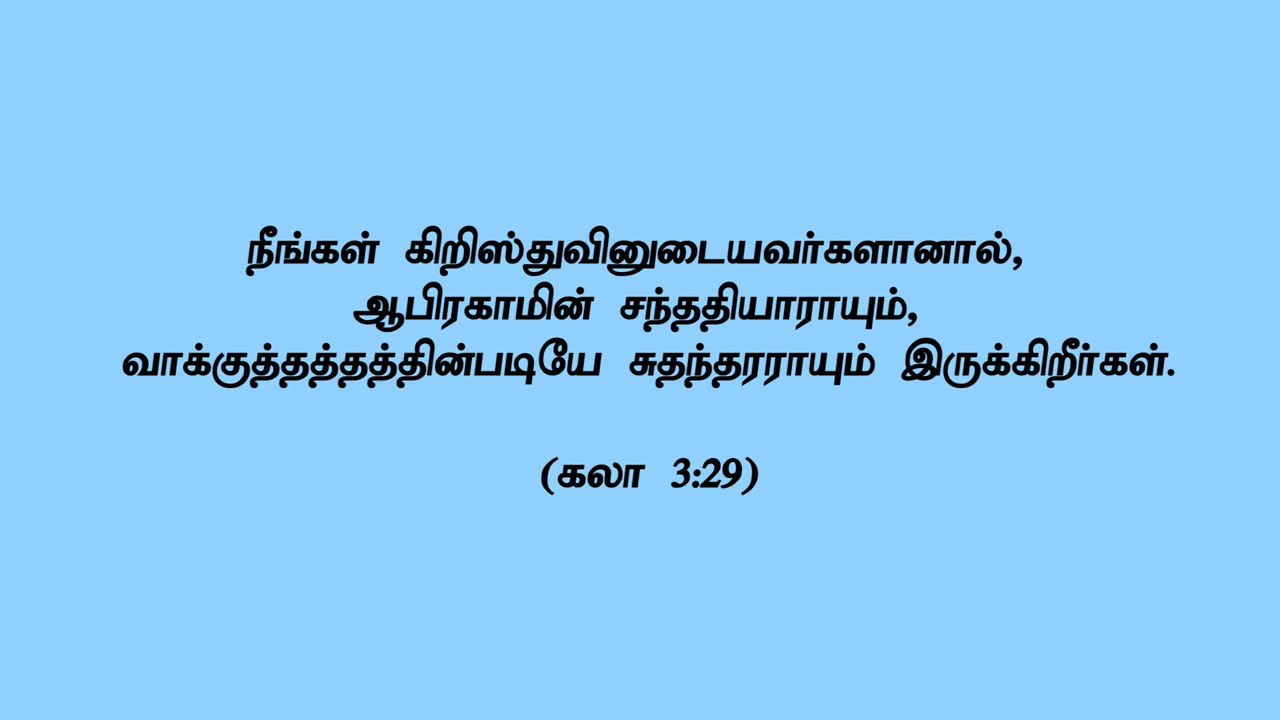 நீங்கள் கிறிஸ்துவினுடையவர்களானால்,
ஆபிரகாமின் சந்ததியாராயும்,
வாக்குத்தத்தத்தின்படியே சுதந்தரராயும் இருக்கிறீர்கள்.
(கலா 3:29)